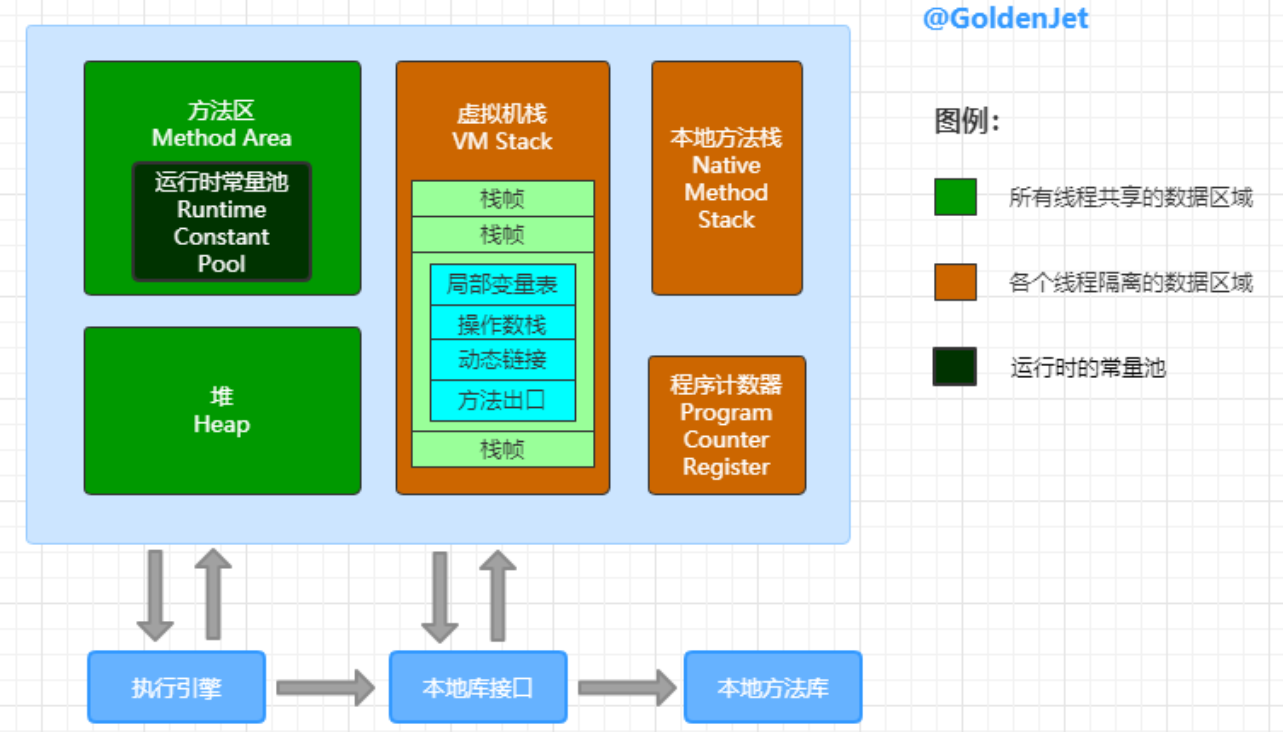 @GoldenJet
方法区
Method Area
运行时常量池
Runtime
Constant
Pool
堆
Heap
虚拟机栈
VM Stack
栈帧
栈帧
局部变量表
操作数栈
动态链接
方法出口
栈帧
本地方法栈
Native
Method
Stack
程序计数器
Program
Counter
Register
图例：
所有线程共享的数据区域
各个线程隔离的数据区域
运行时的常量池
执行引擎
本地库接口
本地方法库